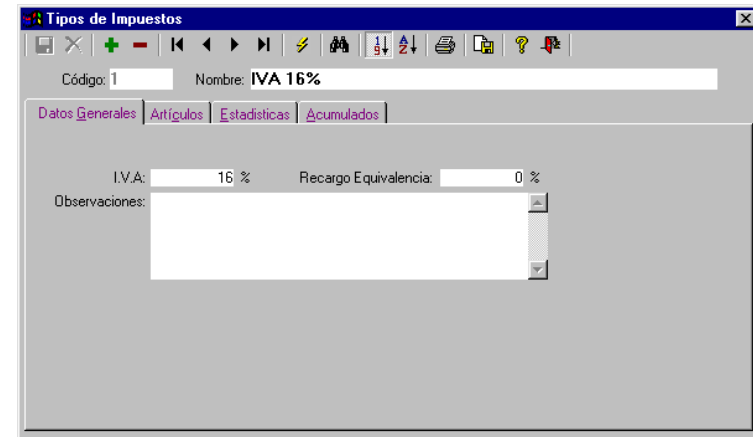 Tipos de Impuestos
Código: 1 Nombre: IVA 16%
Datos Generales Artículos Estadisticas Acumulados
I.V.A: 16 % Recargo Equivalencia: 0 %
Observaciones: